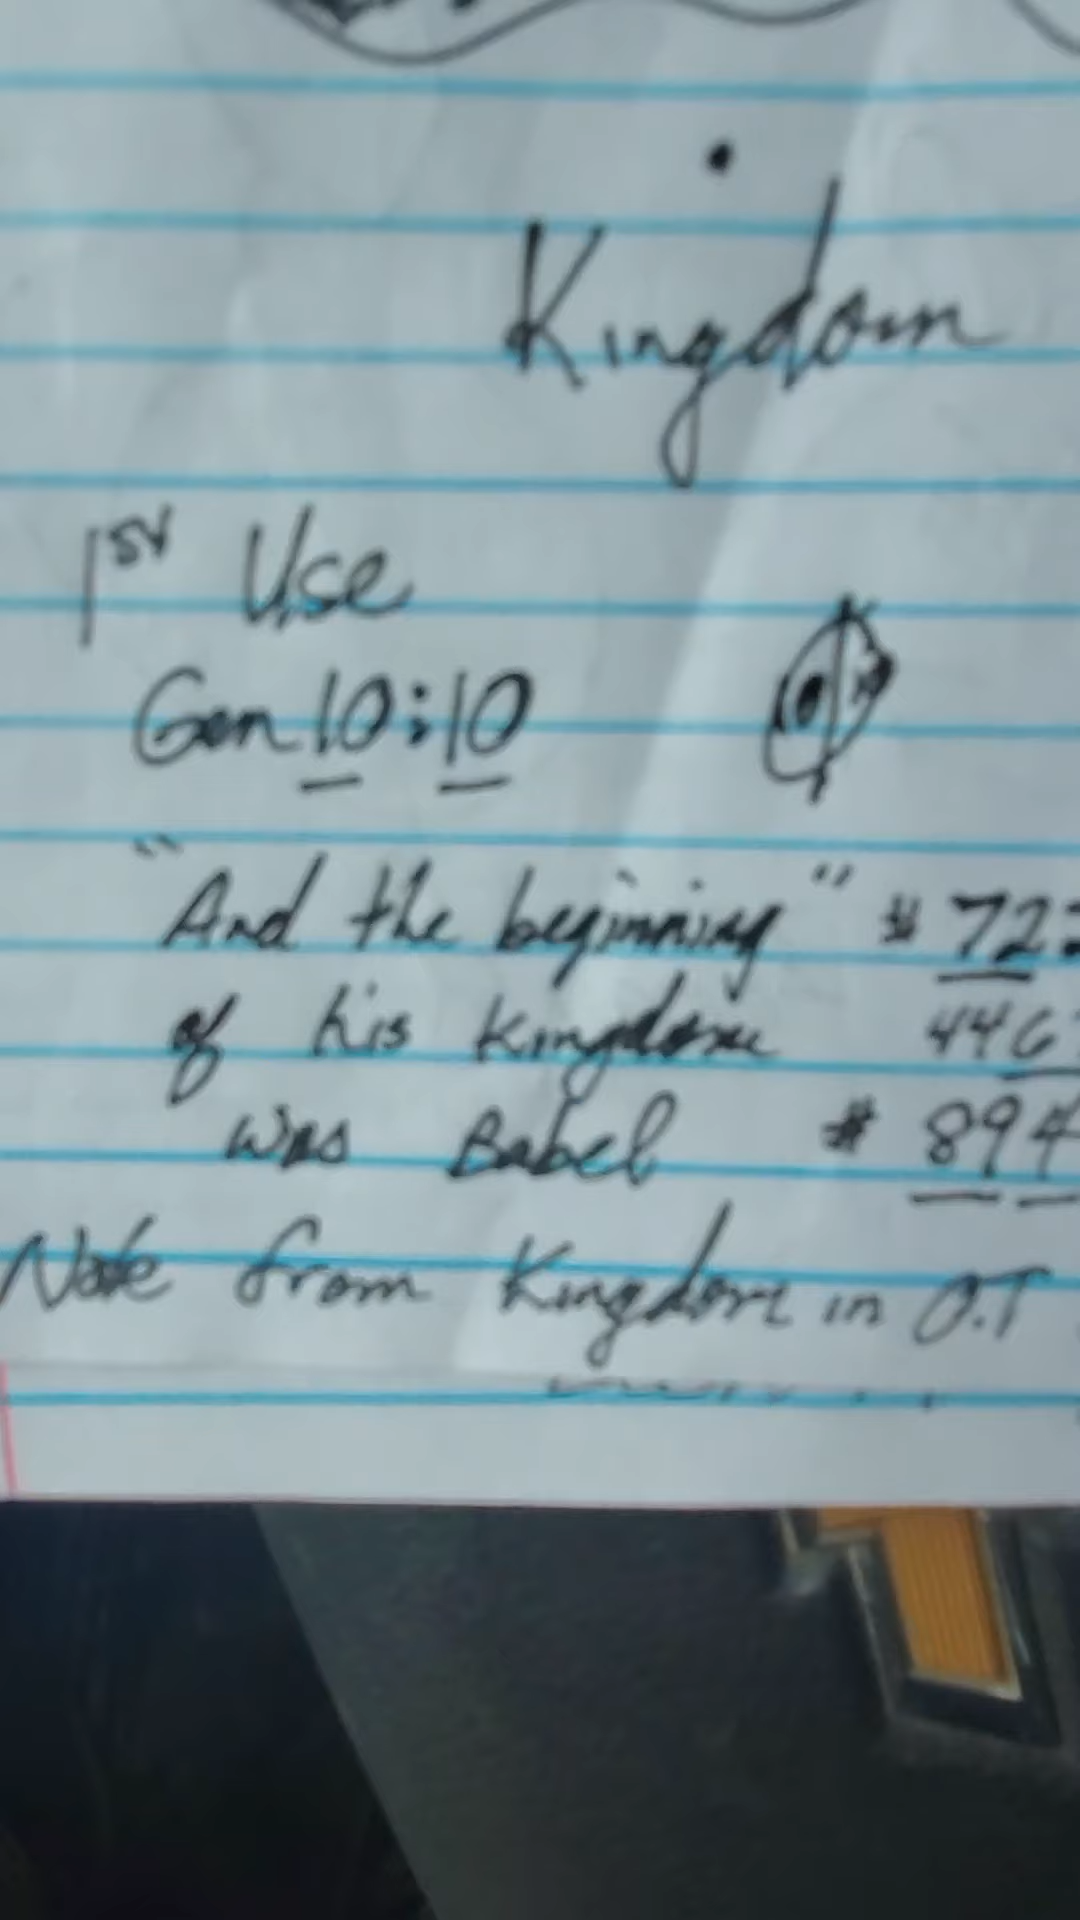 Kingdom
1st Use
Gen 10:10
"And the beginning" # 722
of his Kingdom 446
was Babel # 894
Note from Kingdom in O.T